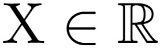 X ∈ ℝ